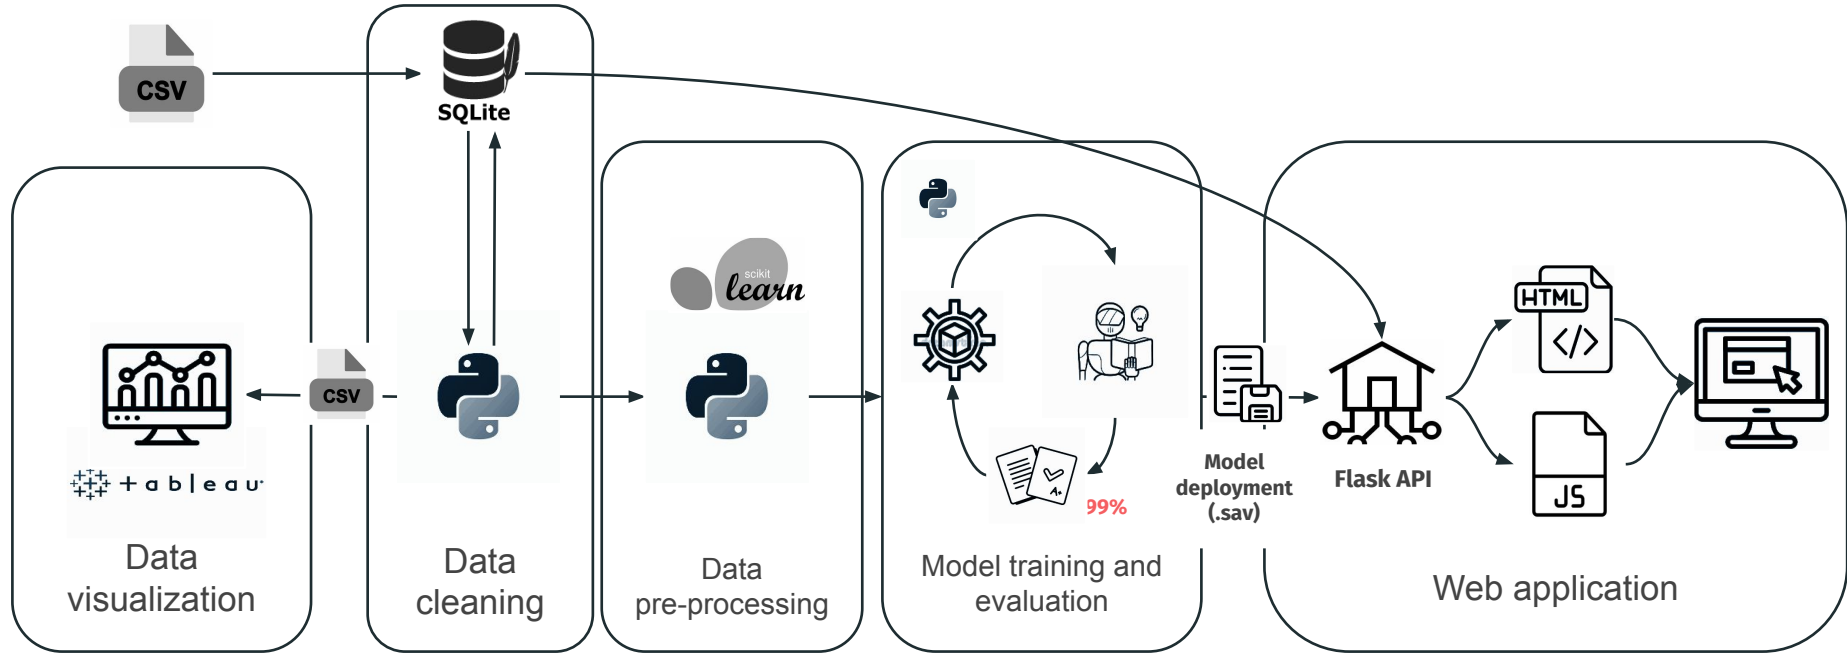 CSV
SQLite
scikit
learn
HTML
</>
CSV
+ a b | e a u
JS
A+
99%
Model
deployment
(.sav)
Flask API
Data
visualization
Data
cleaning
Data
pre-processing
Model training and
evaluation
Web application